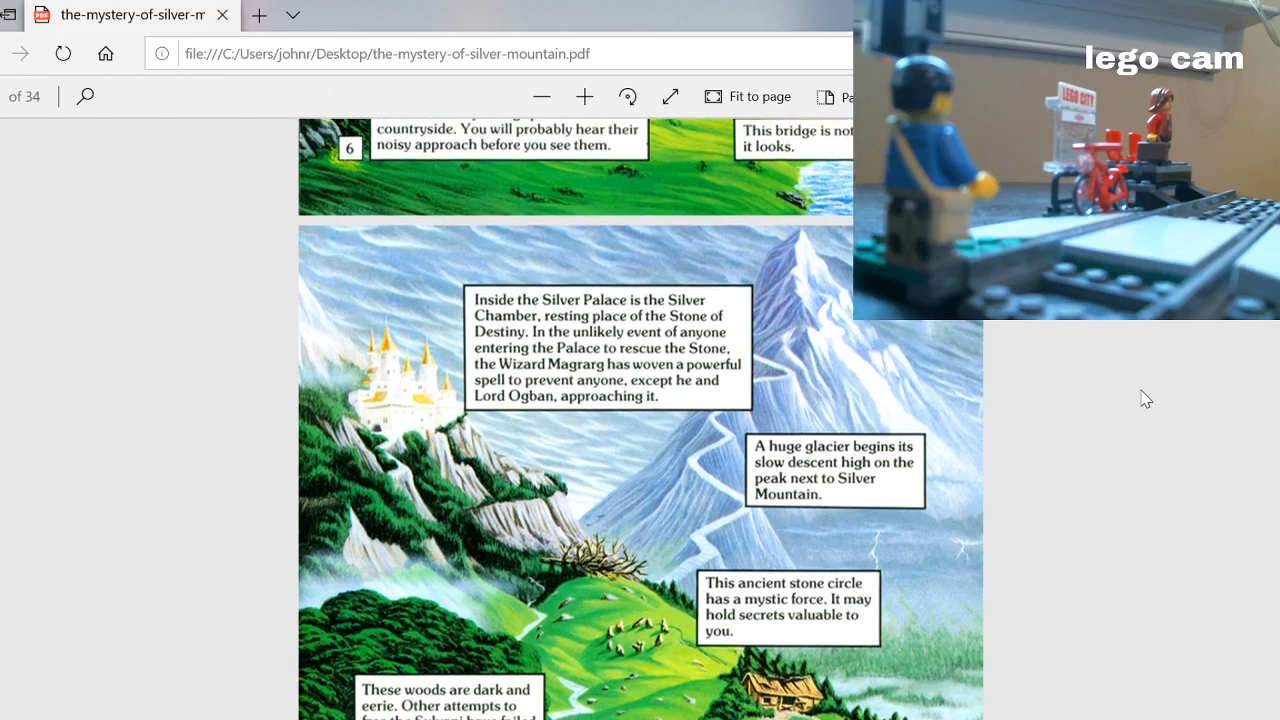 the-mystery-of-silver-m
file:///C:/Users/johnr/Desktop/the-mystery-of-silver-mountain.pdf
lego cam
LEGO CITY
of 34
Fit to page
countryside. You will probably hear their
noisy approach before you see them.
6
This bridge is not
it looks.
Inside the Silver Palace is the Silver
Chamber, resting place of the Stone of
Destiny. In the unlikely event of anyone
entering the Palace to rescue the Stone,
the Wizard Magrarg has woven a powerful
spell to prevent anyone, except he and
Lord Ogban, approaching it.
A huge glacier begins its
slow descent high on the
peak next to Silver
Mountain.
This ancient stone circle
has a mystic force. It may
hold secrets valuable to
you.
These woods are dark and
eerie. Other attempts to